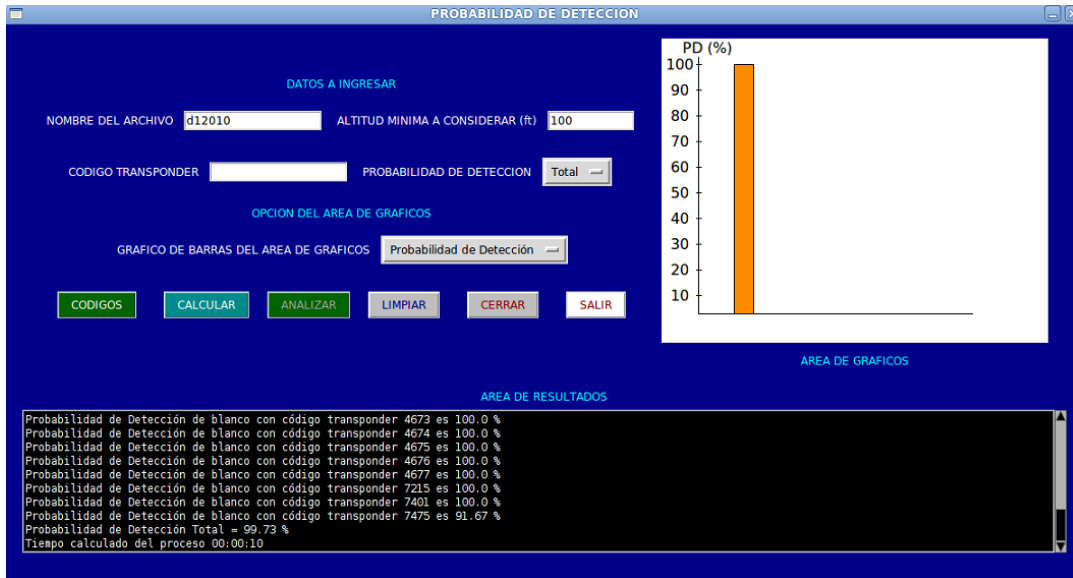 PROBABILIDAD DE DETECCION
DATOS A INGRESAR
NOMBRE DEL ARCHIVO d12010 ALTITUD MINIMA A CONSIDERAR (ft) 100
CODIGO TRANSPONDER PROBABILIDAD DE DETECCION Total
OPCION DEL AREA DE GRAFICOS
GRAFICO DE BARRAS DEL AREA DE GRAFICOS Probabilidad de Detección
CODIGOS CALCULAR ANALIZAR LIMPIAR CERRAR SALIR
PD (%)
100
90
80
70
60
50
40
30
20
10
AREA DE GRAFICOS
AREA DE RESULTADOS
Probabilidad de Detección de blanco con código transponder 4673 es 100.0 %
Probabilidad de Detección de blanco con código transponder 4674 es 100.0 %
Probabilidad de Detección de blanco con código transponder 4675 es 100.0 %
Probabilidad de Detección de blanco con código transponder 4676 es 100.0 %
Probabilidad de Detección de blanco con código transponder 4677 es 100.0 %
Probabilidad de Detección de blanco con código transponder 7215 es 100.0 %
Probabilidad de Detección de blanco con código transponder 7401 es 100.0 %
Probabilidad de Detección de blanco con código transponder 7475 es 91.67 %
Probabilidad de Detección Total = 99.73 %
Tiempo calculado del proceso 00:00:10